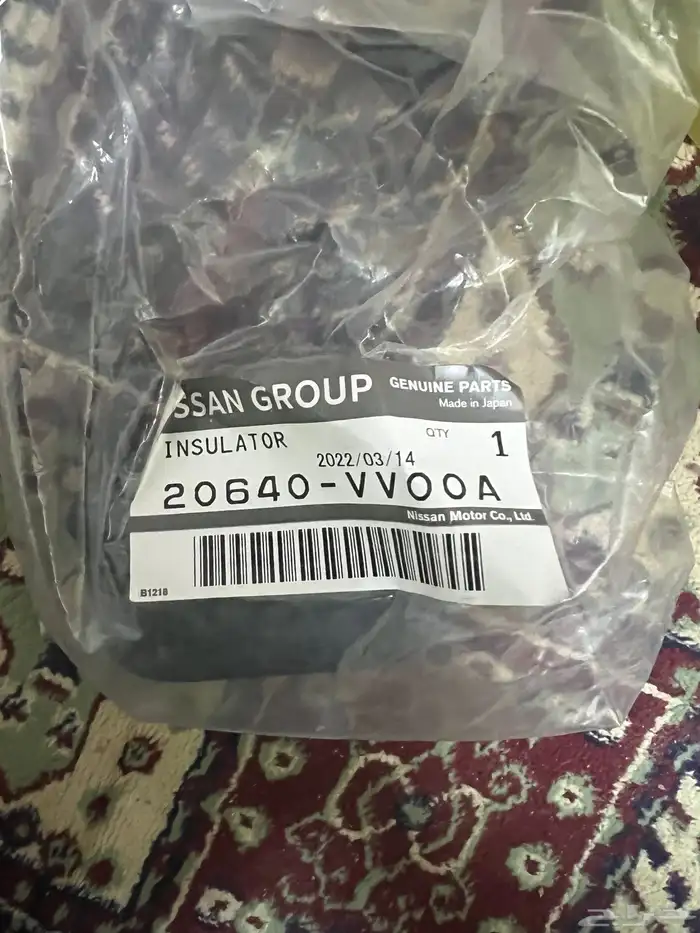 SSAN GROUP GENUINE PARTS
Made in Japan
INSULATOR QTY 1
2022/03/14
20640-VV00A
Nissan Motor Co., Ltd.
B1218